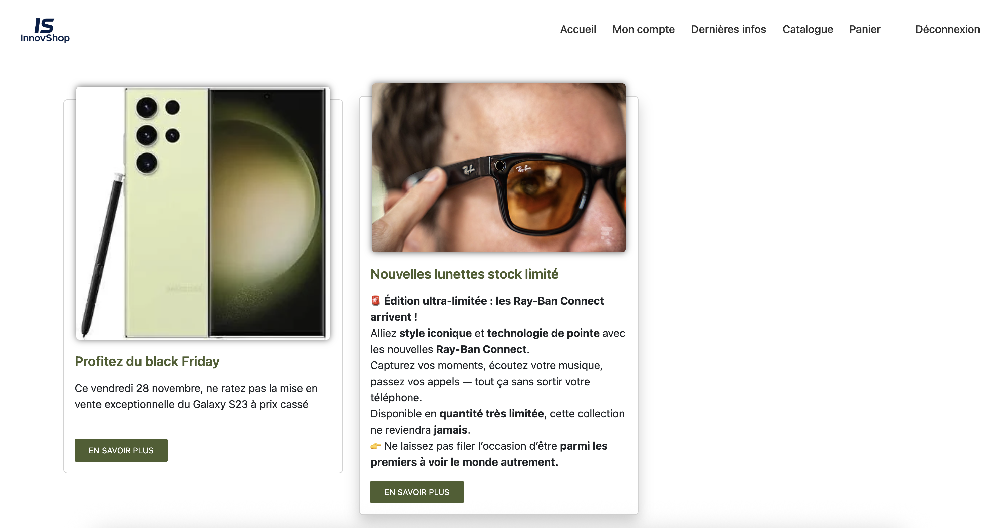 IS
InnovShop
Accueil Mon compte Dernières infos Catalogue Panier Déconnexion
Profitez du black Friday
Ce vendredi 28 novembre, ne ratez pas la mise en
vente exceptionnelle du Galaxy S23 à prix cassé
EN SAVOIR PLUS
Ray-Ban
Ray-Ban
Nouvelles lunettes stock limité
🚨 Édition ultra-limitée : les Ray-Ban Connect
arrivent !
Alliez style iconique et technologie de pointe avec
les nouvelles Ray-Ban Connect.
Capturez vos moments, écoutez votre musique,
passez vos appels — tout ça sans sortir votre
téléphone.
Disponible en quantité très limitée, cette collection
ne reviendra jamais.
👉 Ne laissez pas filer l’occasion d’être parmi les
premiers à voir le monde autrement.
EN SAVOIR PLUS